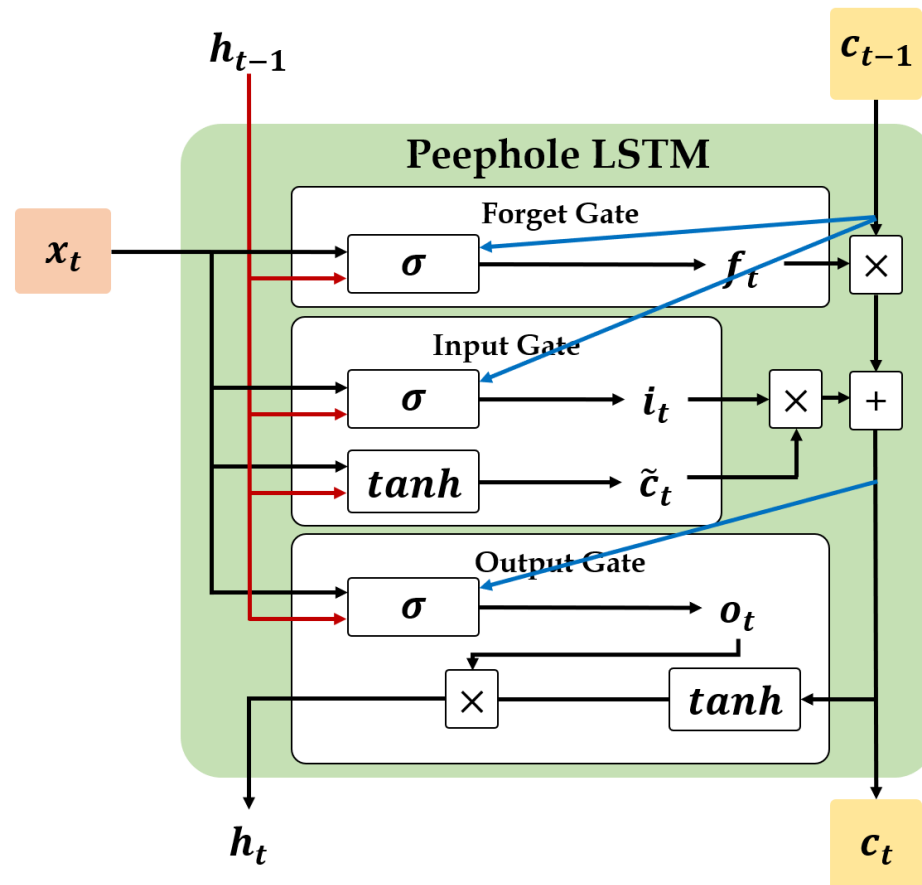 h_{t−1}
c_{t−1}
Peephole LSTM
Forget Gate
x_t
σ
f_t
×
Input Gate
σ
i_t
×
+
tanh
c̃_t
Output Gate
σ
o_t
×
tanh
h_t
c_t